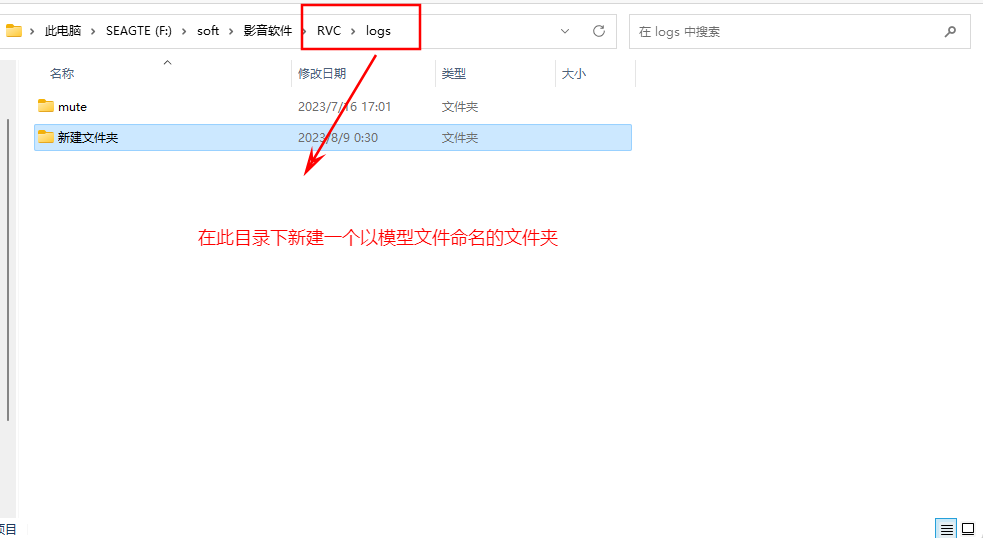 此电脑 > SEAGTE (F:) > soft > 影音软件 > RVC > logs
在 logs 中搜索
名称 修改日期 类型 大小
mute 2023/7/16 17:01 文件夹
新建文件夹 2023/8/9 0:30 文件夹
在此目录下新建一个以模型文件命名的文件夹
项目